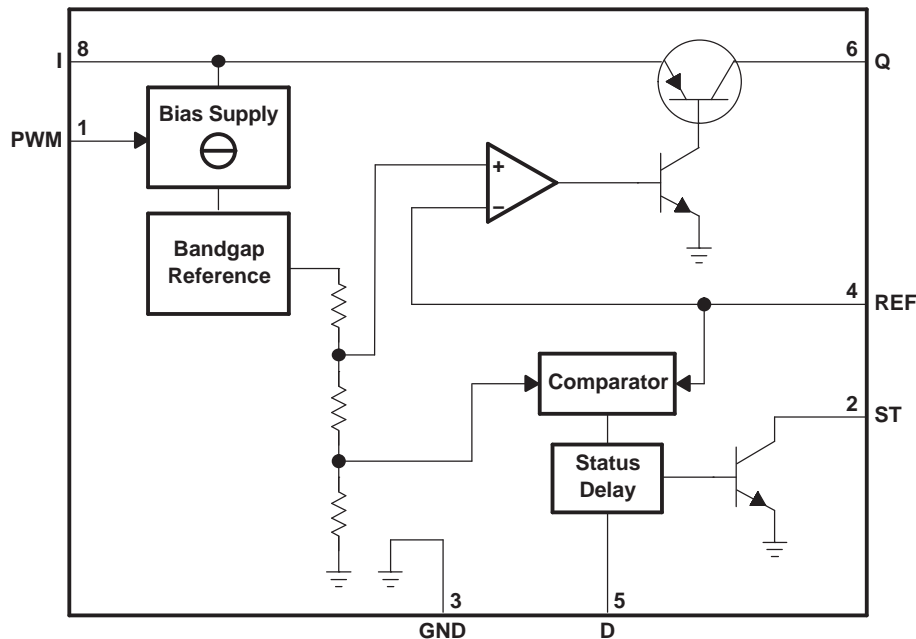 I
8
6
Q
Bias Supply
PWM
1
+
−
Bandgap
Reference
4
REF
Comparator
2
ST
Status
Delay
3
GND
5
D